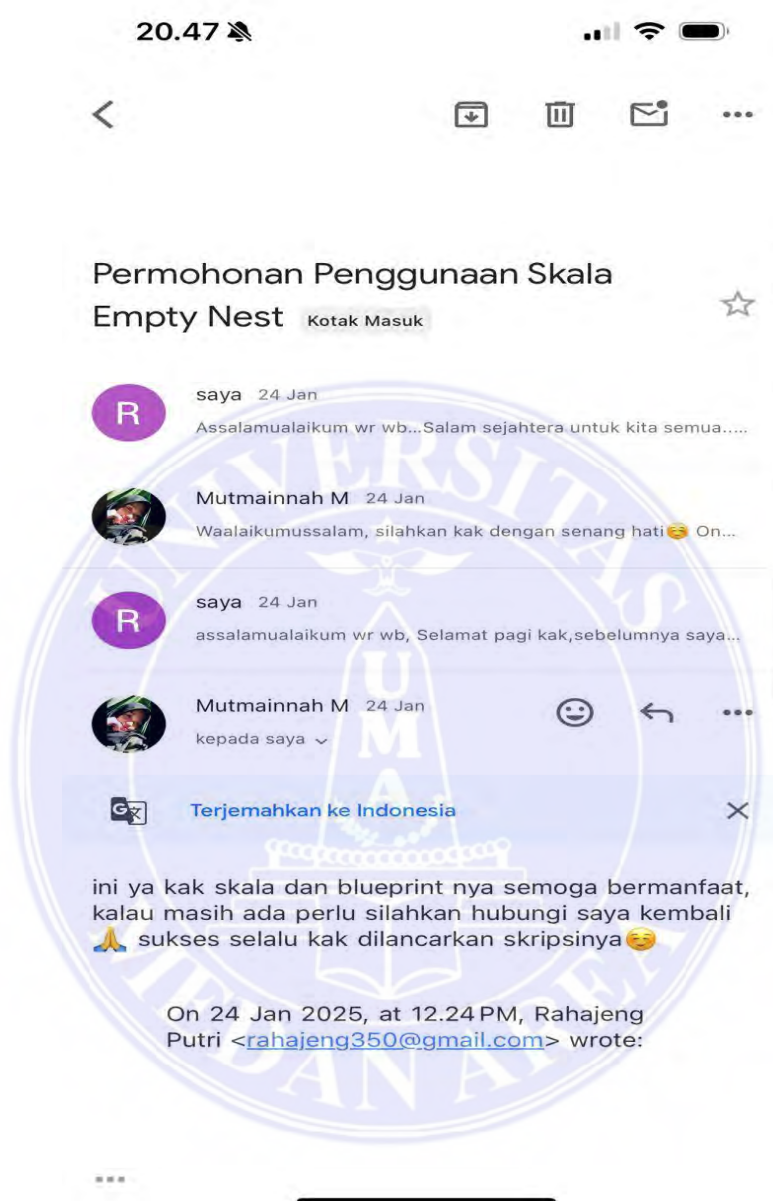 20.47
Permohonan Penggunaan Skala
Empty Nest Kotak Masuk
R
saya 24 Jan
Assalamualaikum wr wb...Salam sejahtera untuk kita semua.....
Mutmainnah M 24 Jan
Waalaikumussalam, silahkan kak dengan senang hati☺️ On...
R
saya 24 Jan
assalamualaikum wr wb, Selamat pagi kak,sebelumnya saya...
Mutmainnah M 24 Jan
kepada saya
Terjemahkan ke Indonesia
ini ya kak skala dan blueprint nya semoga bermanfaat,
kalau masih ada perlu silahkan hubungi saya kembali
🙏 sukses selalu kak dilancarkan skripsinya☺️
On 24 Jan 2025, at 12.24 PM, Rahajeng
Putri <rahajeng350@gmail.com> wrote:
UNIVERSITAS
MEDAN AREA
UMA